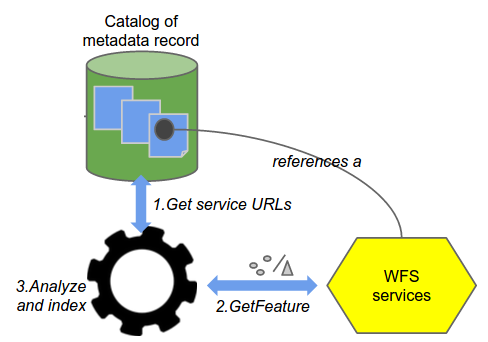 Catalog of
metadata record
references a
1.Get service URLs
3.Analyze
and index
2.GetFeature
WFS
services